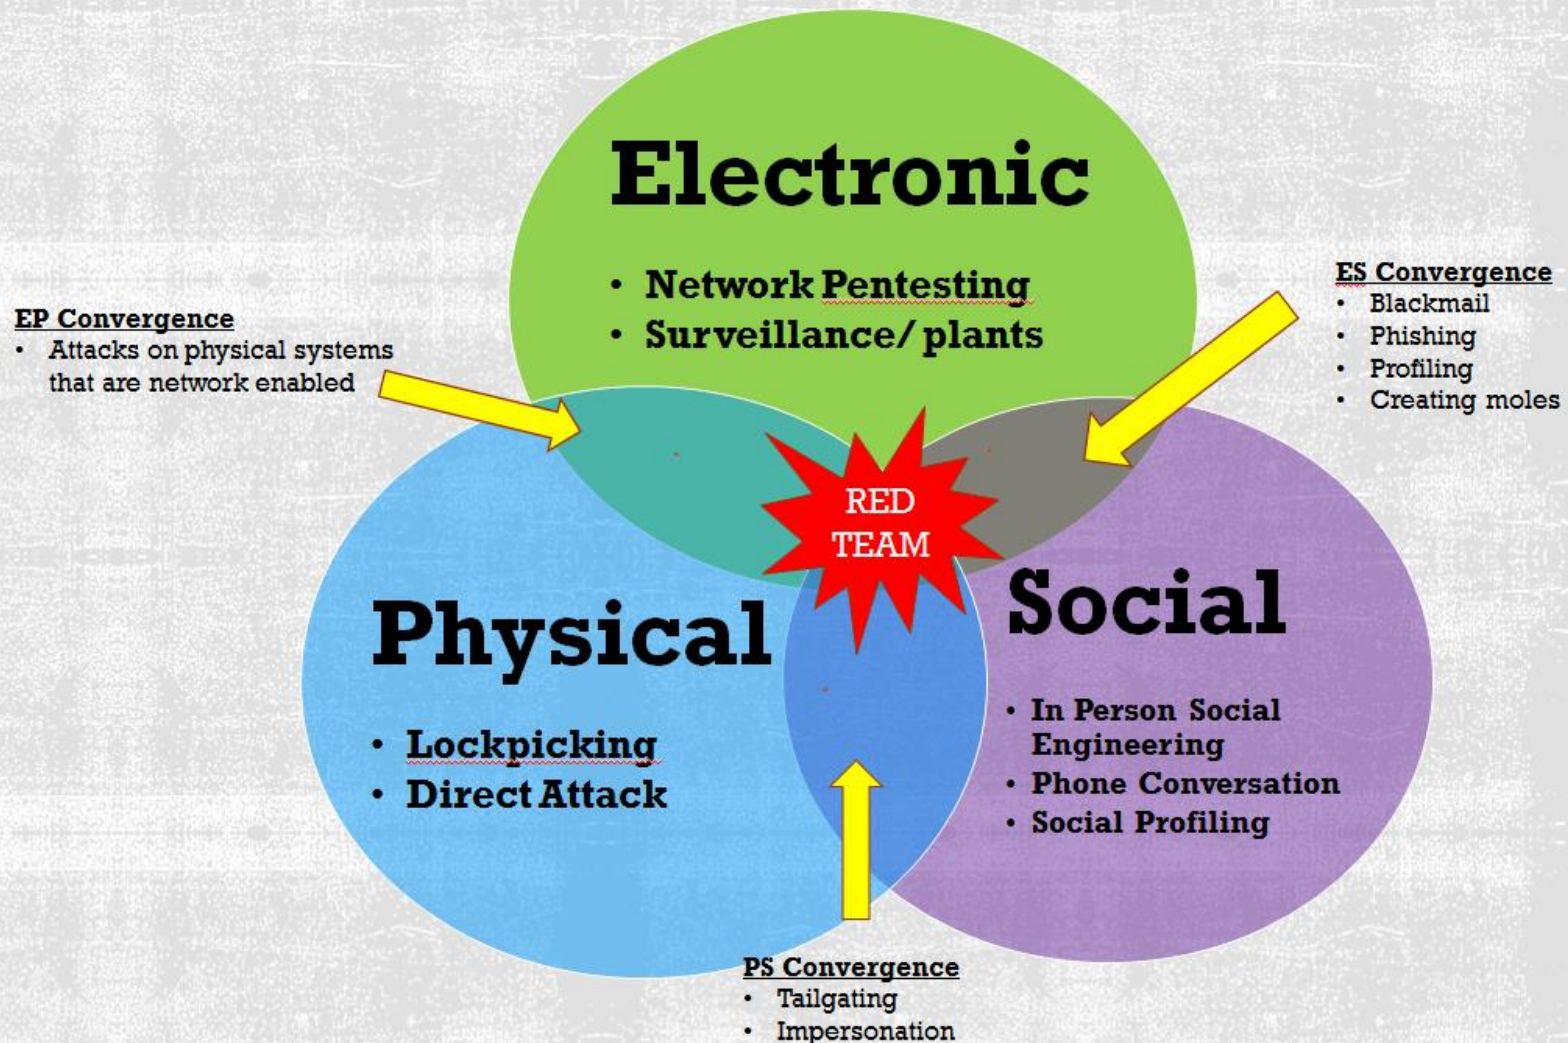 Electronic
• Network Pentesting
• Surveillance/ plants
EP Convergence
• Attacks on physical systems
that are network enabled
ES Convergence
• Blackmail
• Phishing
• Profiling
• Creating moles
RED
TEAM
Physical
• Lockpicking
• Direct Attack
Social
• In Person Social
Engineering
• Phone Conversation
• Social Profiling
PS Convergence
• Tailgating
• Impersonation